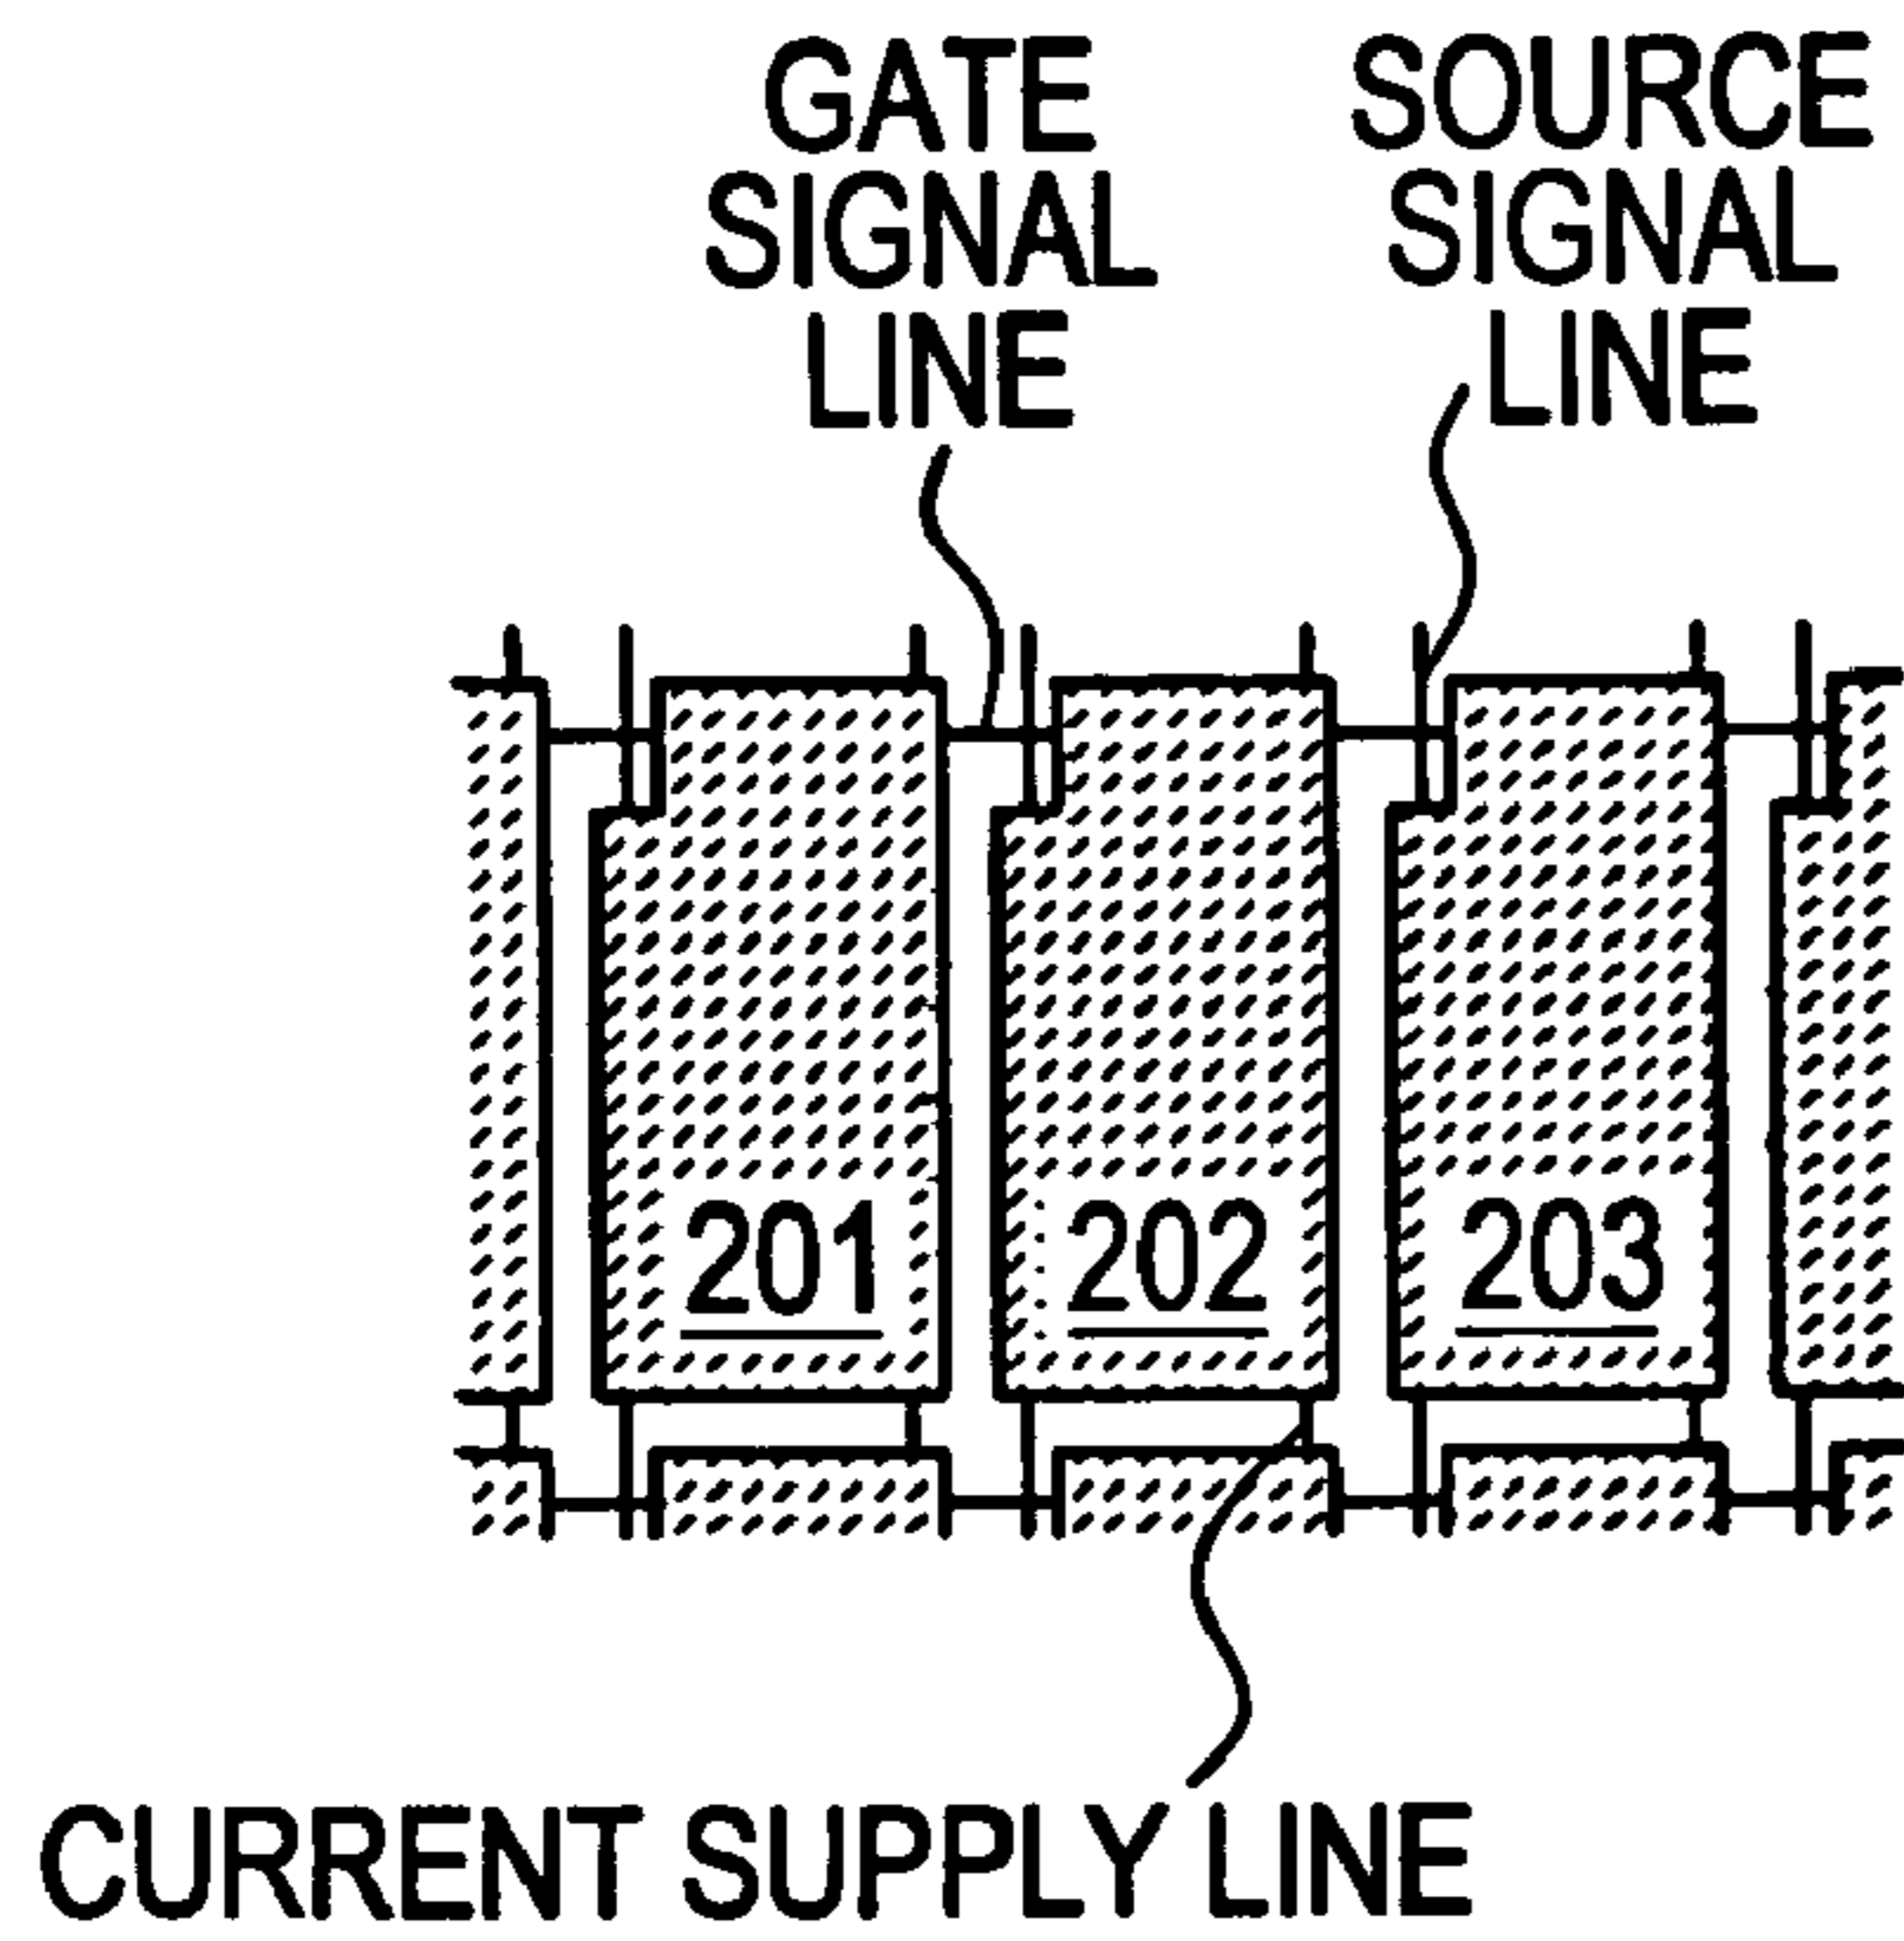 GATE
SIGNAL
LINE
SOURCE
SIGNAL
LINE
201
202
203
CURRENT SUPPLY LINE